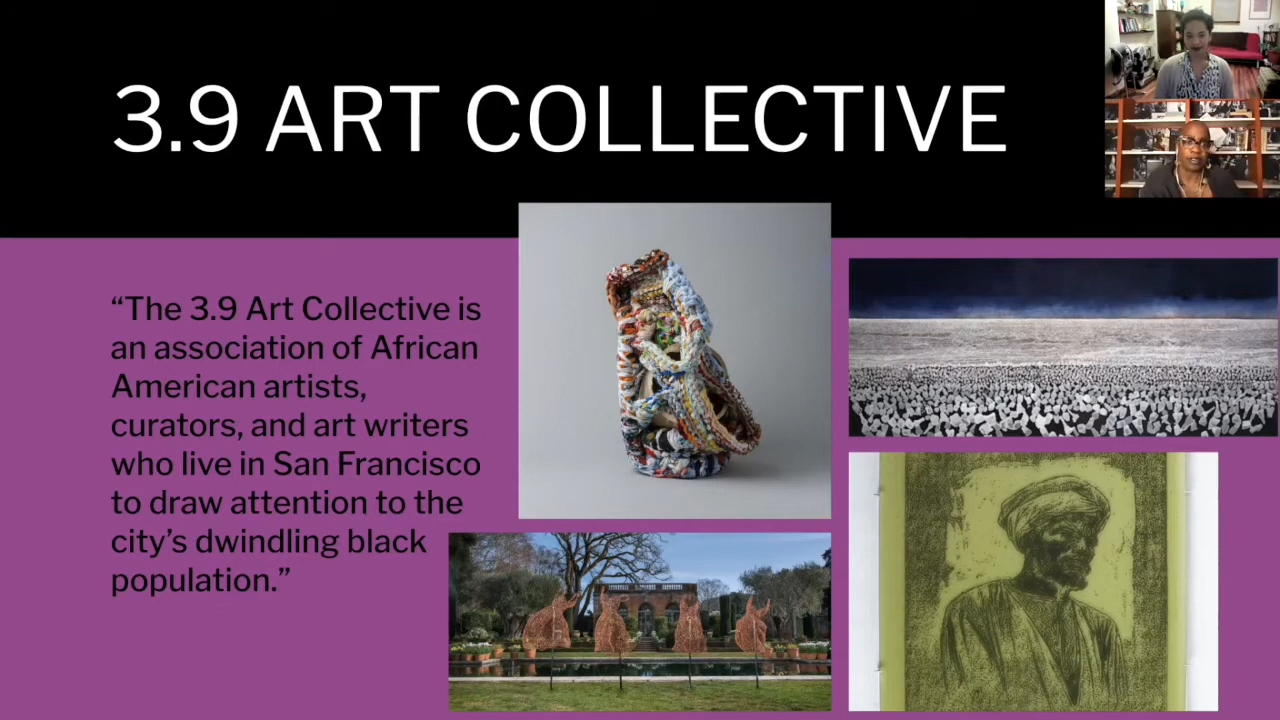 3.9 ART COLLECTIVE
“The 3.9 Art Collective is
an association of African
American artists,
curators, and art writers
who live in San Francisco
to draw attention to the
city’s dwindling black
population.”